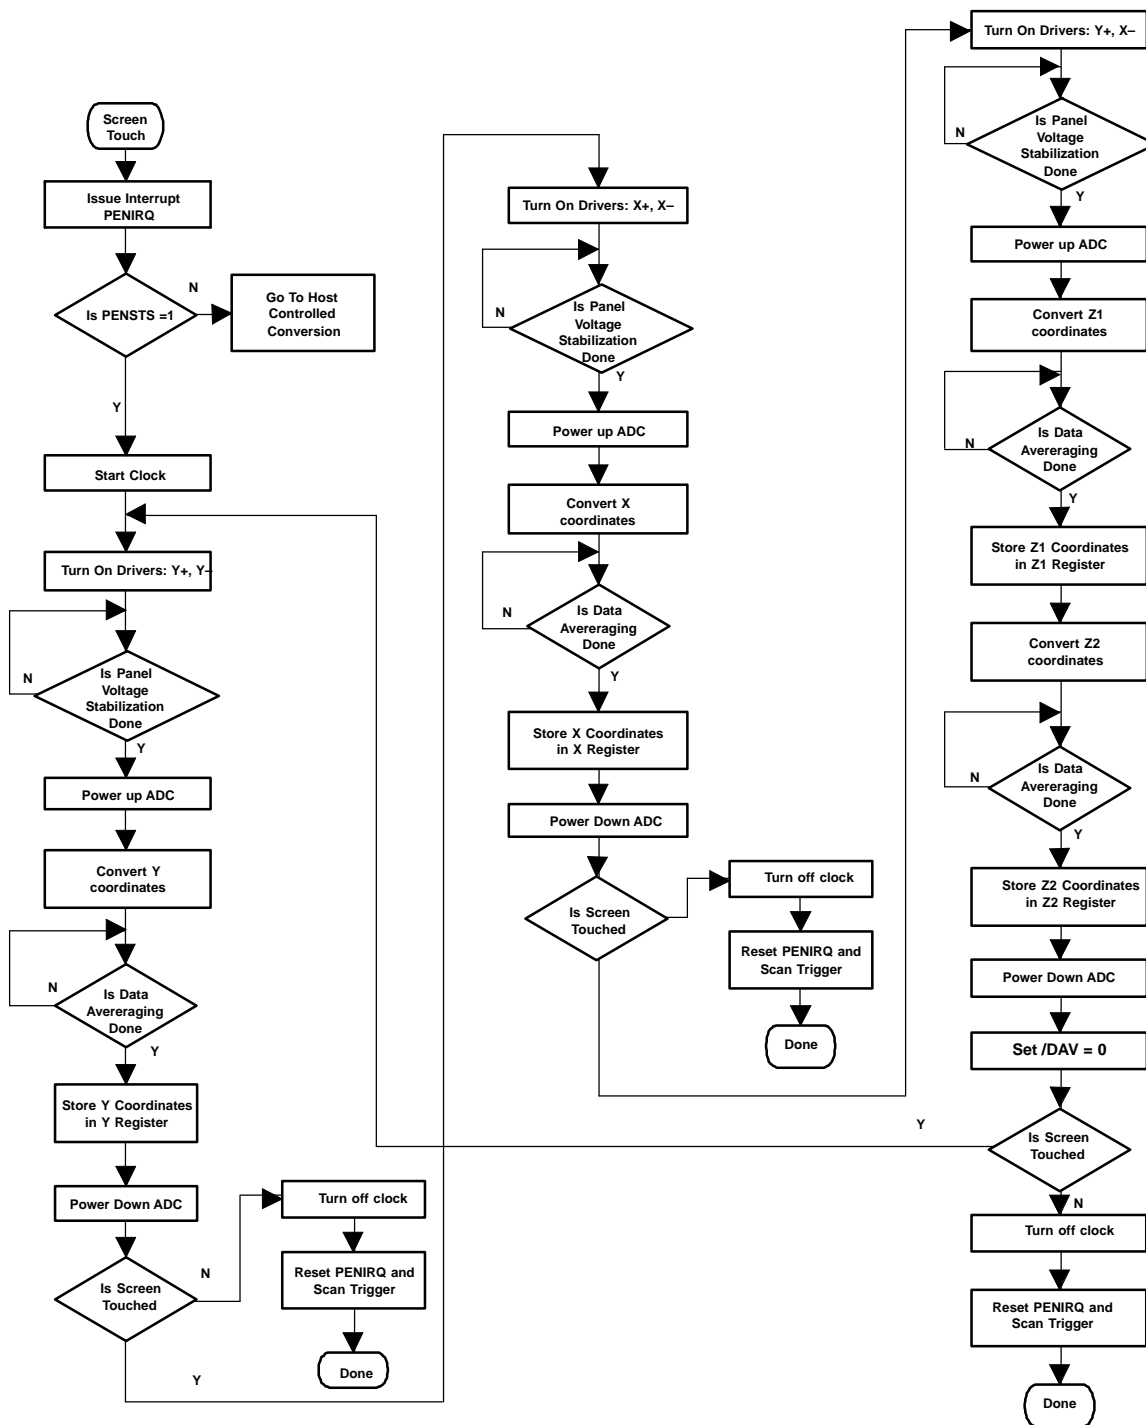 Screen
Touch
Issue Interrupt
PENIRQ
Is PENSTS =1
N
Go To Host
Controlled
Conversion
Y
Start Clock
Turn On Drivers: Y+, Y–
Is Panel
Voltage
Stabilization
Done
N
Y
Power up ADC
Convert Y
coordinates
Is Data
Avereraging
Done
N
Y
Store Y Coordinates
in Y Register
Power Down ADC
Is Screen
Touched
N
Turn off clock
Reset PENIRQ and
Scan Trigger
Done
Y
Turn On Drivers: X+, X–
Is Panel
Voltage
Stabilization
Done
N
Y
Power up ADC
Convert X
coordinates
Is Data
Avereraging
Done
N
Y
Store X Coordinates
in X Register
Power Down ADC
Is Screen
Touched
Turn off clock
Reset PENIRQ and
Scan Trigger
Done
Turn On Drivers: Y+, X–
Is Panel
Voltage
Stabilization
Done
N
Y
Power up ADC
Convert Z1
coordinates
Is Data
Avereraging
Done
N
Y
Store Z1 Coordinates
in Z1 Register
Convert Z2
coordinates
Is Data
Avereraging
Done
N
Y
Store Z2 Coordinates
in Z2 Register
Power Down ADC
Set /DAV = 0
Is Screen
Touched
Y
N
Turn off clock
Reset PENIRQ and
Scan Trigger
Done